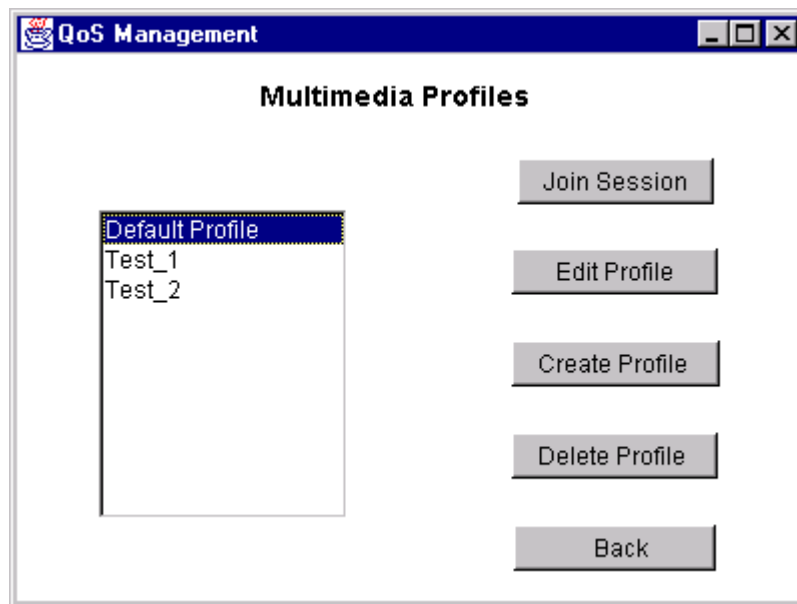 QoS Management
Multimedia Profiles
Default Profile
Test_1
Test_2
Join Session
Edit Profile
Create Profile
Delete Profile
Back